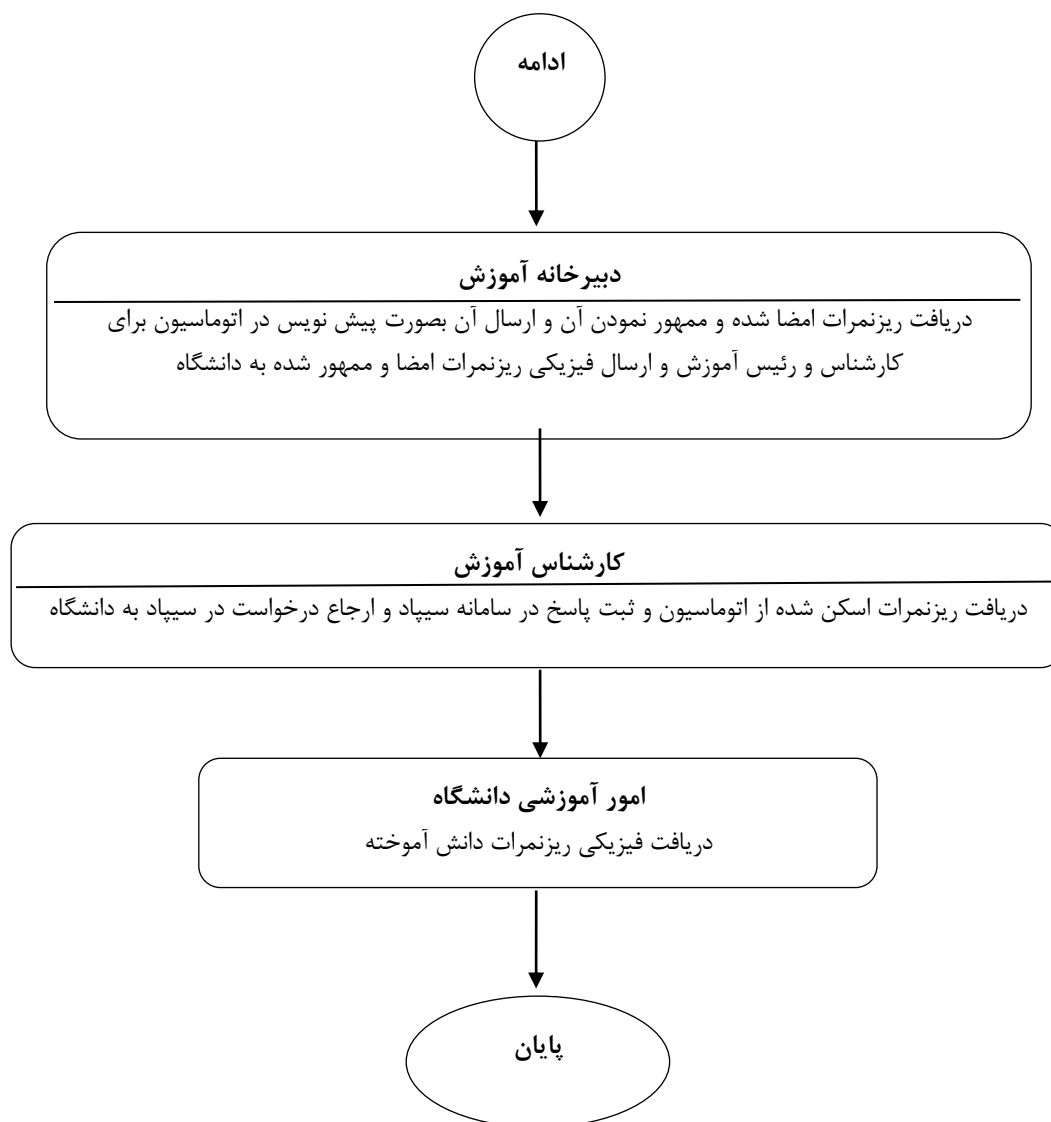 ادامه
دبیرخانه آموزش
دریافت ریزنمرات امضا شده و ممهور نمودن آن و ارسال آن بصورت پیش نویس در اتوماسیون برای
کارشناس و رئیس آموزش و ارسال فیزیکی ریزنمرات امضا و ممهور شده به دانشگاه
کارشناس آموزش
دریافت ریزنمرات اسکن شده از اتوماسیون و ثبت پاسخ در سامانه سیپاد و ارجاع درخواست در سیپاد به دانشگاه
امور آموزشی دانشگاه
دریافت فیزیکی ریزنمرات دانش آموخته
پایان